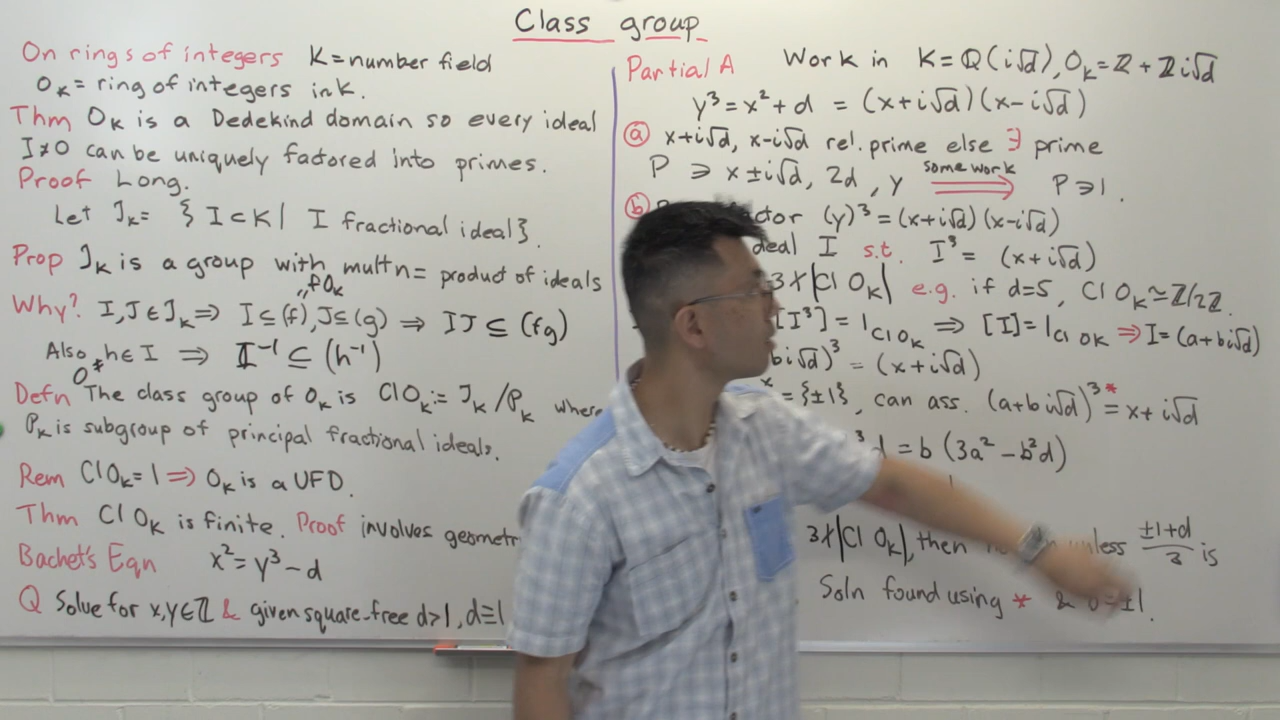 Class group
On rings of integers K = number field
O_K = ring of integers in K.
Thm O_K is a Dedekind domain so every ideal
I≠0 can be uniquely factored into primes.
Proof Long.
Let J_K = { I ⊂ K | I fractional ideal}.
Prop J_K is a group with multn = product of ideals
Why? I, J ∈ J_K ⇒ I ⊆ (f), J ⊆ (g) ⇒ IJ ⊆ (fg)
fO_K
Also 0≠h ∈ I ⇒ I⁻¹ ⊆ (h⁻¹)
Defn The class group of O_K is Cl O_K := J_K / P_K where
P_K is subgroup of principal fractional ideals.
Rem Cl O_K = 1 ⇒ O_K is a UFD.
Thm Cl O_K is finite. Proof involves
Bachet's Eqn x² = y³ − d
Q Solve for x,y ∈ ℤ & given square-free d>1, d≡1
Partial A Work in K = Q(i√d), O_K = ℤ + ℤi√d
y³ = x² + d = (x+i√d)(x−i√d)
ⓐ x+i√d, x−i√d rel. prime else ∃ prime
P ∋ x±i√d, 2d, y some work ⟹ P ∋ 1.
ⓑ (y)³ = (x+i√d)(x−i√d)
I s.t. I³ = (x+i√d)
3∤|Cl O_K| e.g. if d=5, Cl O_K ≃ ℤ/2ℤ.
[I³] = 1_{Cl O_K} ⇒ [I] = 1_{Cl O_K} ⇒ I = (a+bi√d)
bi√d)³ = (x+i√d)
= {±1}, can ass. (a+bi√d)³ *= x+i√d
d = b(3a² − b²d)
3∤|Cl O_K|, then unless (±1+d)/3 is
Soln found using * & ±1.